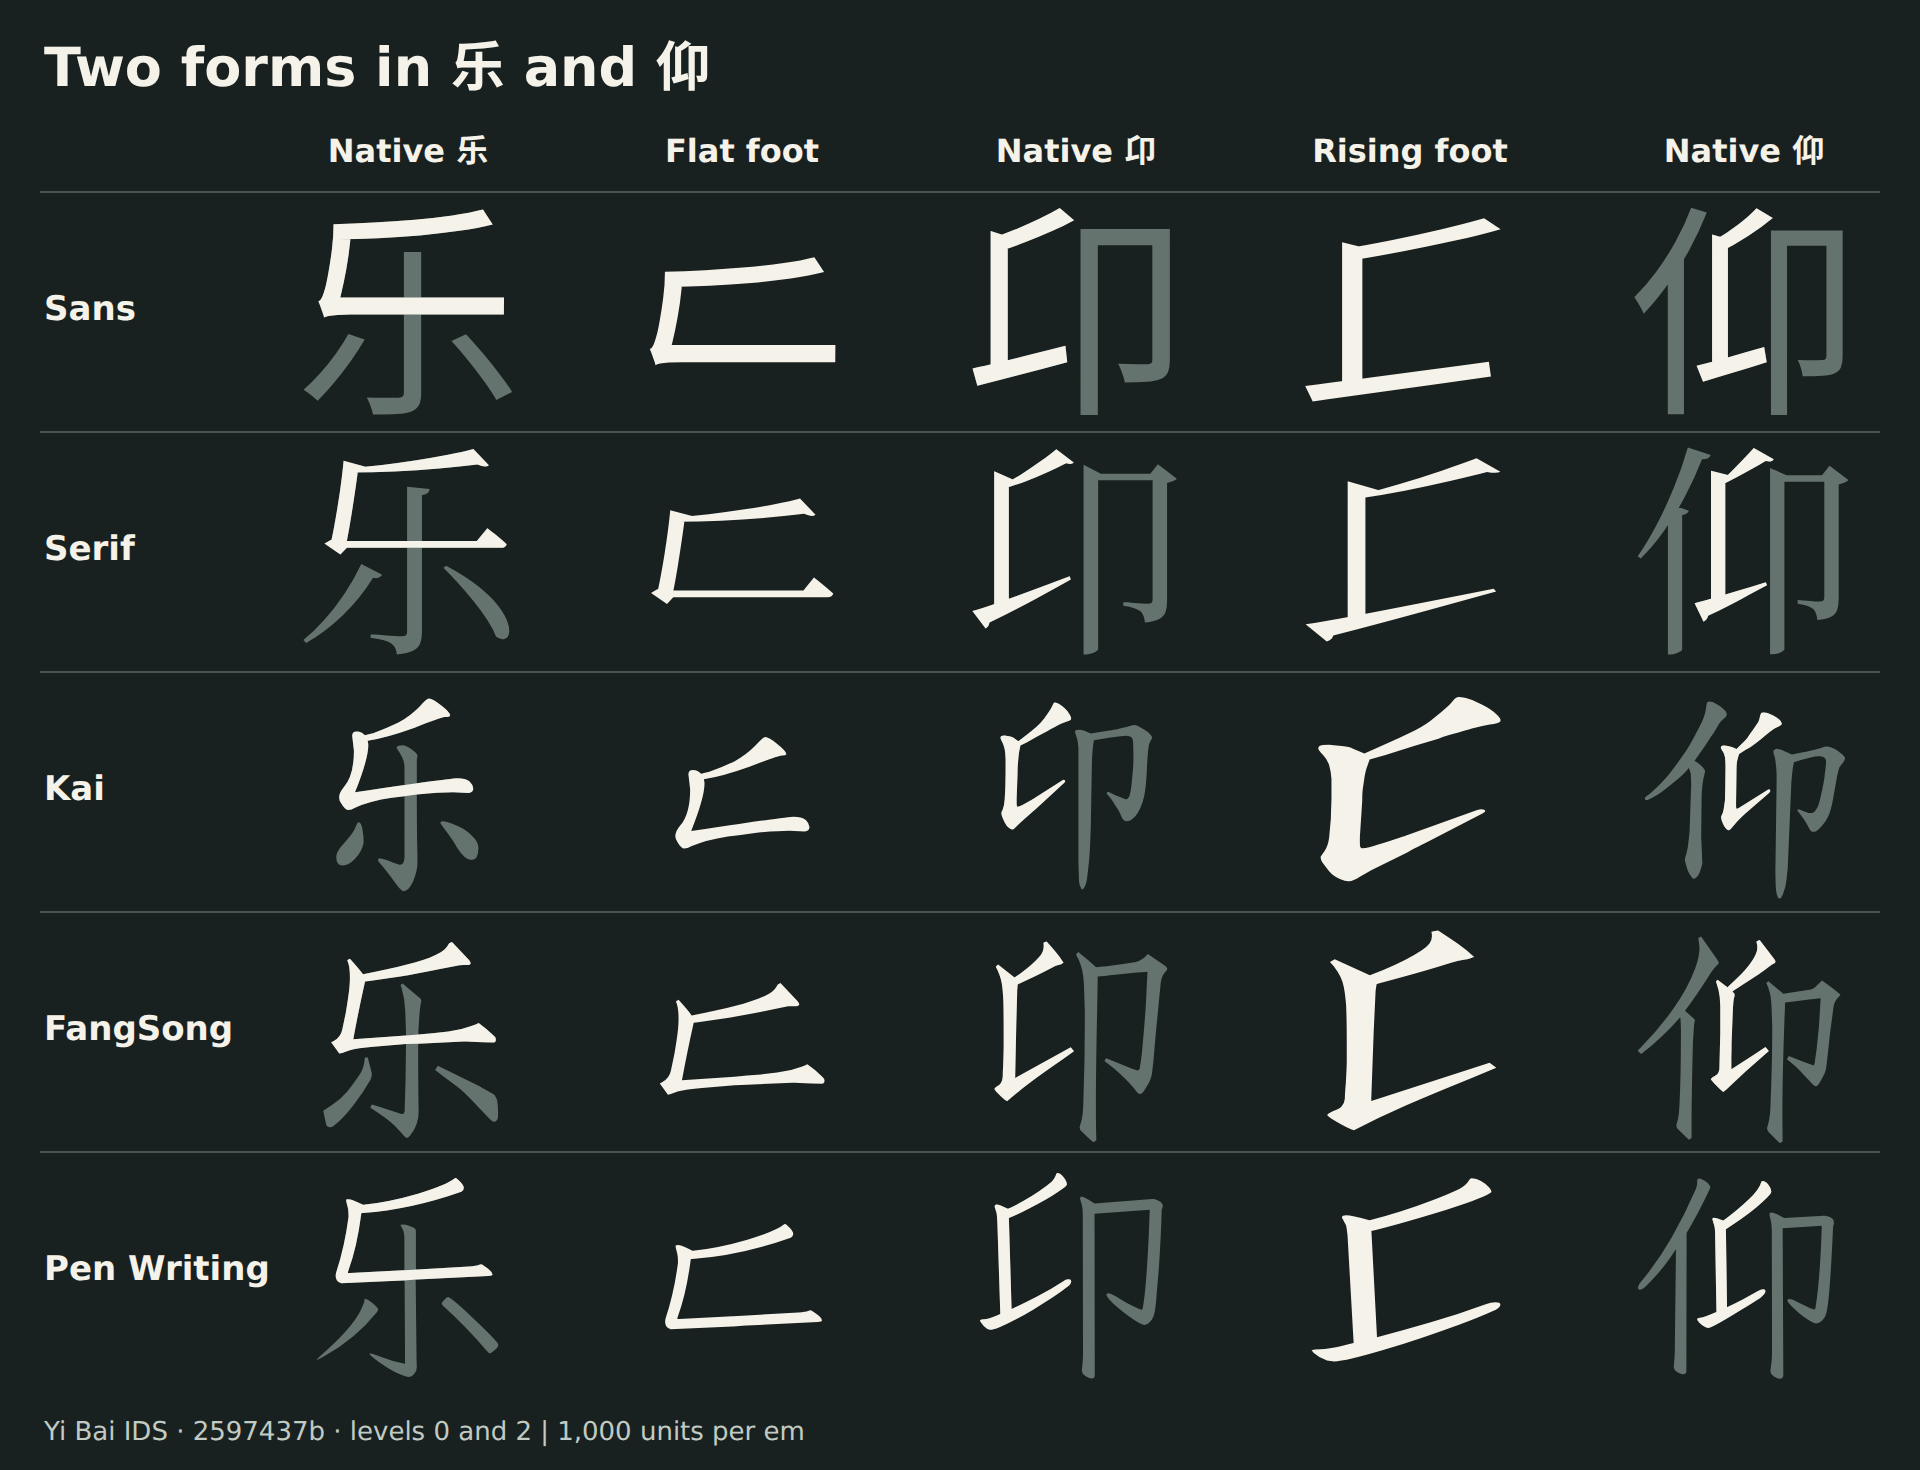 Two forms in 乐 and 仰
Native 乐 Flat foot Native 卬 Rising foot Native 仰
Sans 乐 𠂈 卬 𠂈 仰
Serif 乐 卬 仰
Kai 乐 卬 仰
FangSong 乐 卬 仰
Pen Writing 乐 卬 仰
Yi Bai IDS · 2597437b · levels 0 and 2 | 1,000 units per em